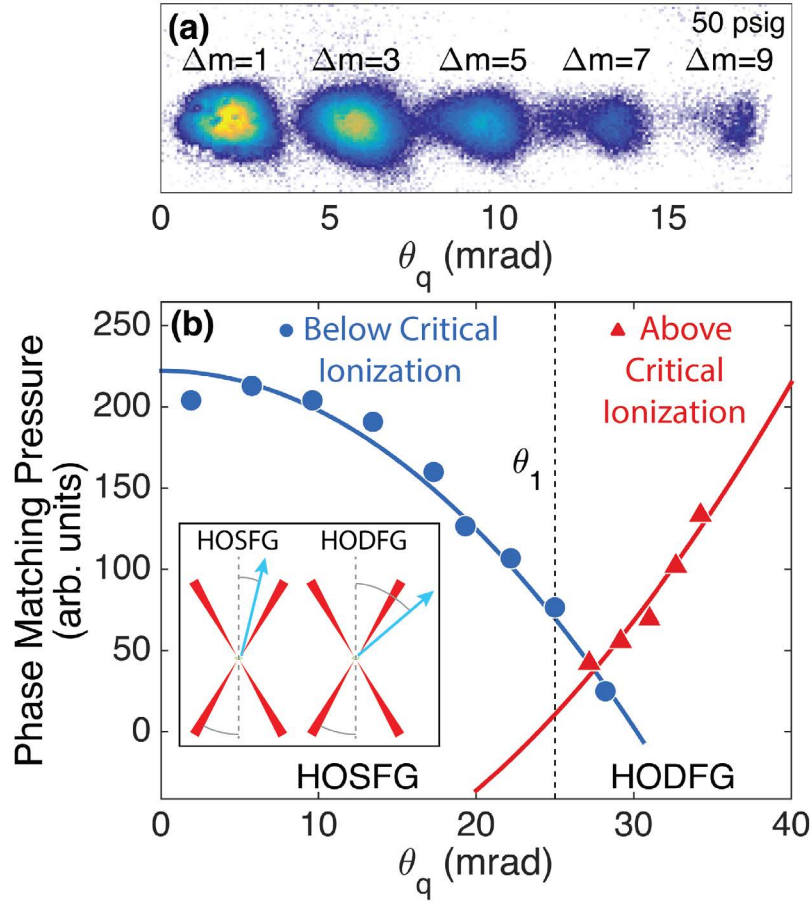 (a)
50 psig
Δm=1 Δm=3 Δm=5 Δm=7 Δm=9
0 5 10 15
θq (mrad)
(b)
Below Critical
Ionization
Above
Critical
Ionization
θ1
HOSFG HODFG
250
200
150
100
50
0
Phase Matching Pressure
(arb. units)
HOSFG HODFG
0 10 20 30 40
θq (mrad)